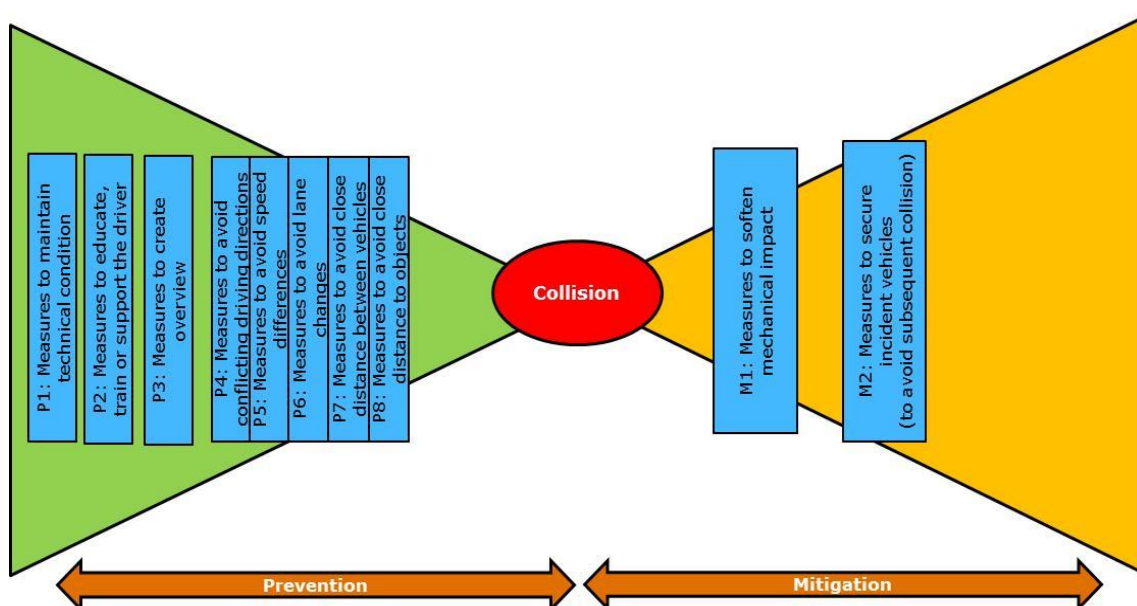 P1: Measures to maintain
technical condition
P2: Measures to educate,
train or support the driver
P3: Measures to create
overview
P4: Measures to avoid
conflicting driving directions
P5: Measures to avoid speed
differences
P6: Measures to avoid lane
changes
P7: Measures to avoid close
distance between vehicles
P8: Measures to avoid close
distance to objects
Collision
M1: Measures to soften
mechanical impact
M2: Measures to secure
incident vehicles
(to avoid subsequent collision)
Prevention
Mitigation